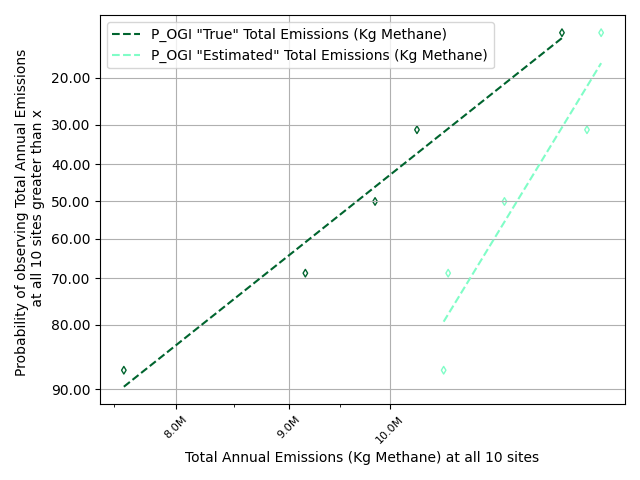 P_OGI "True" Total Emissions (Kg Methane)
P_OGI "Estimated" Total Emissions (Kg Methane)
Probability of observing Total Annual Emissions
at all 10 sites greater than x
20.00
30.00
40.00
50.00
60.00
70.00
80.00
90.00
8.0M
9.0M
10.0M
Total Annual Emissions (Kg Methane) at all 10 sites